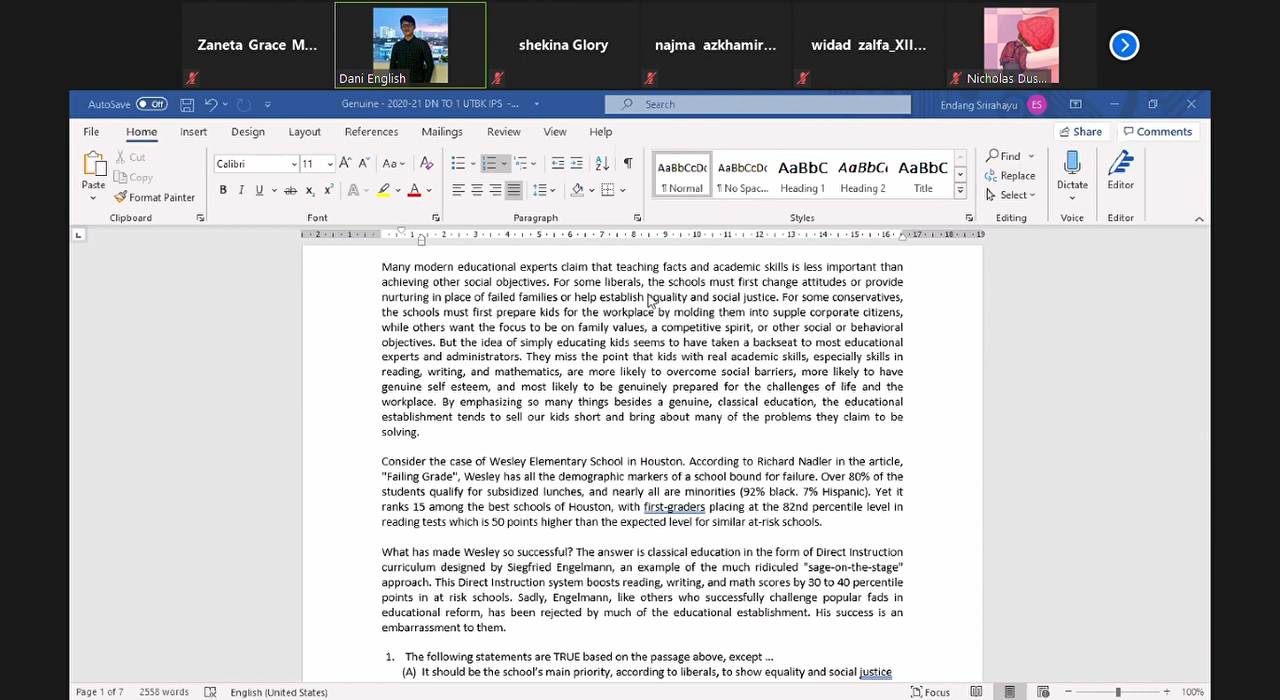 Zaneta Grace M...
Dani English
shekina Glory
najma azkhamir...
widad zalfa_XII...
Nicholas Dus...
AutoSave Off
Genuine - 2020-21 DN TO 1 UTBK IPS -...
Search
Endang Srirahayu ES
File Home Insert Design Layout References Mailings Review View Help
Share Comments
Paste
Cut
Copy
Format Painter
Clipboard
Calibri 11
Font
Paragraph
AaBbCcDc AaBbCcDc AaBbC AaBbCc AaBbC
¶ Normal ¶ No Spac... Heading 1 Heading 2 Title
Styles
Find
Replace
Select
Editing
Dictate
Voice
Editor
Editor
2 1 1 2 3 4 5 6 7 8 9 10 11 12 13 14 15 16 17 18 19
Many modern educational experts claim that teaching facts and academic skills is less important than
achieving other social objectives. For some liberals, the schools must first change attitudes or provide
nurturing in place of failed families or help establish equality and social justice. For some conservatives,
the schools must first prepare kids for the workplace by molding them into supple corporate citizens,
while others want the focus to be on family values, a competitive spirit, or other social or behavioral
objectives. But the idea of simply educating kids seems to have taken a backseat to most educational
experts and administrators. They miss the point that kids with real academic skills, especially skills in
reading, writing, and mathematics, are more likely to overcome social barriers, more likely to have
genuine self esteem, and most likely to be genuinely prepared for the challenges of life and the
workplace. By emphasizing so many things besides a genuine, classical education, the educational
establishment tends to sell our kids short and bring about many of the problems they claim to be
solving.
Consider the case of Wesley Elementary School in Houston. According to Richard Nadler in the article,
"Failing Grade", Wesley has all the demographic markers of a school bound for failure. Over 80% of the
students qualify for subsidized lunches, and nearly all are minorities (92% black. 7% Hispanic). Yet it
ranks 15 among the best schools of Houston, with first-graders placing at the 82nd percentile level in
reading tests which is 50 points higher than the expected level for similar at-risk schools.
What has made Wesley so successful? The answer is classical education in the form of Direct Instruction
curriculum designed by Siegfried Engelmann, an example of the much ridiculed "sage-on-the-stage"
approach. This Direct Instruction system boosts reading, writing, and math scores by 30 to 40 percentile
points in at risk schools. Sadly, Engelmann, like others who successfully challenge popular fads in
educational reform, has been rejected by much of the educational establishment. His success is an
embarrassment to them.
1. The following statements are TRUE based on the passage above, except ...
(A) It should be the school's main priority, according to liberals, to show equality and social justice
Page 1 of 7 2558 words English (United States) Focus 100%